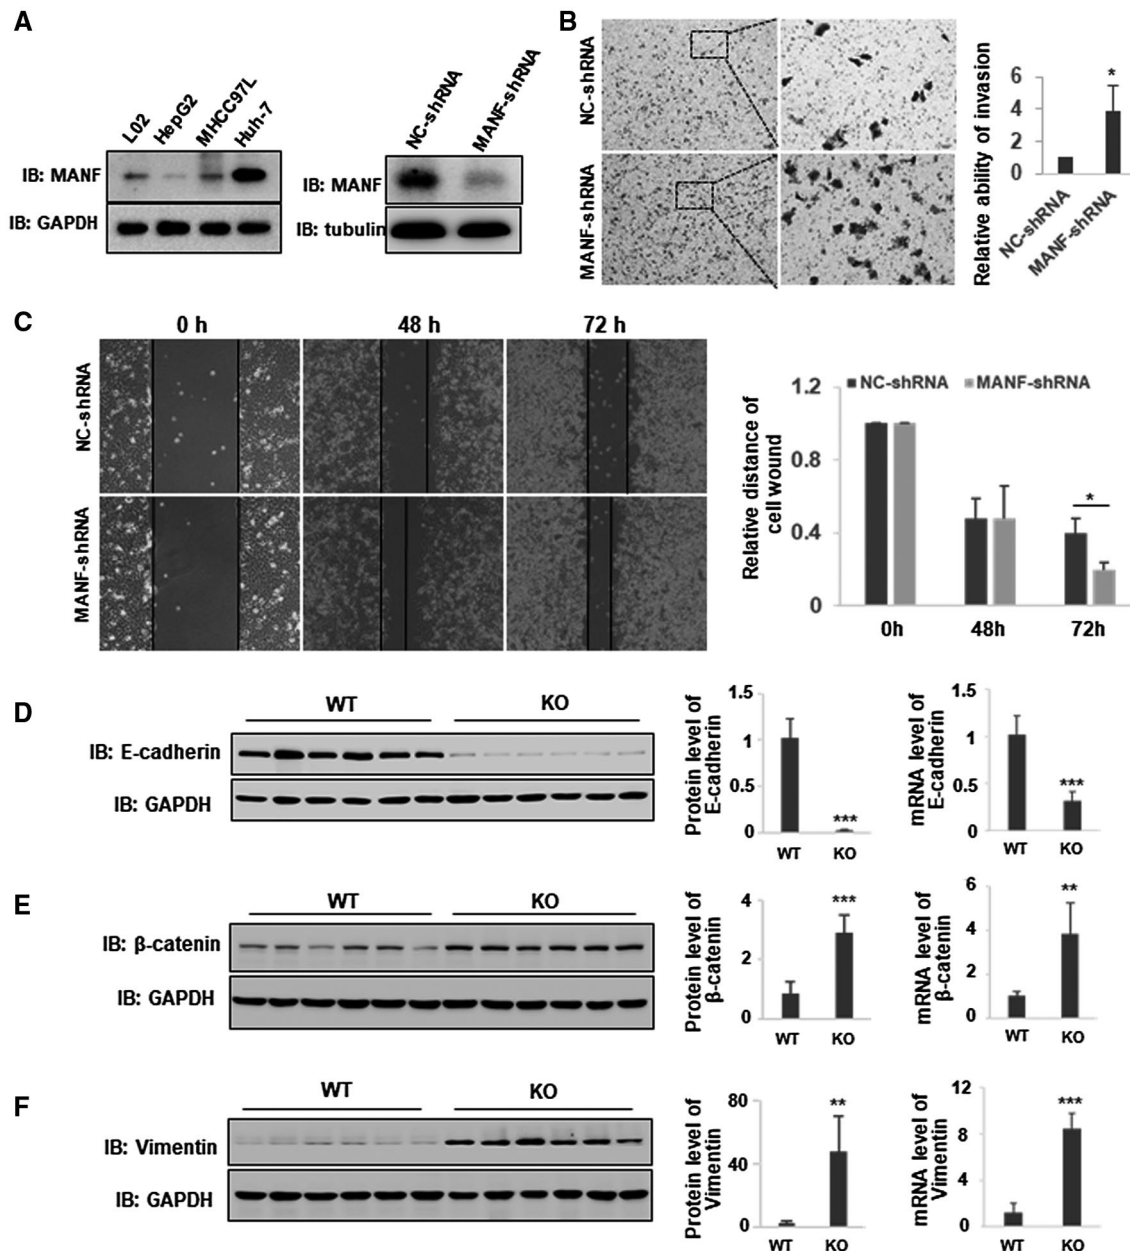 A
L02
HepG2
MHCC97L
Huh-7
IB: MANF
IB: GAPDH
NC-shRNA
MANF-shRNA
IB: MANF
IB: tubulin
B
NC-shRNA
MANF-shRNA
Relative ability of invasion
6
4
2
0
*
NC-shRNA
MANF-shRNA
C
0 h
48 h
72 h
NC-shRNA
MANF-shRNA
Relative distance of
cell wound
NC-shRNA
MANF-shRNA
1.2
0.8
0.4
0
*
0h
48h
72h
D
WT
KO
IB: E-cadherin
IB: GAPDH
Protein level of
E-cadherin
1.5
1
0.5
0
***
WT
KO
mRNA level of
E-cadherin
1.5
1
0.5
0
***
WT
KO
E
WT
KO
IB: β-catenin
IB: GAPDH
Protein level of
β-catenin
4
2
0
***
WT
KO
mRNA level of
β-catenin
6
4
2
0
**
WT
KO
F
WT
KO
IB: Vimentin
IB: GAPDH
Protein level of
Vimentin
80
40
0
**
WT
KO
mRNA level of
Vimentin
12
8
4
0
***
WT
KO